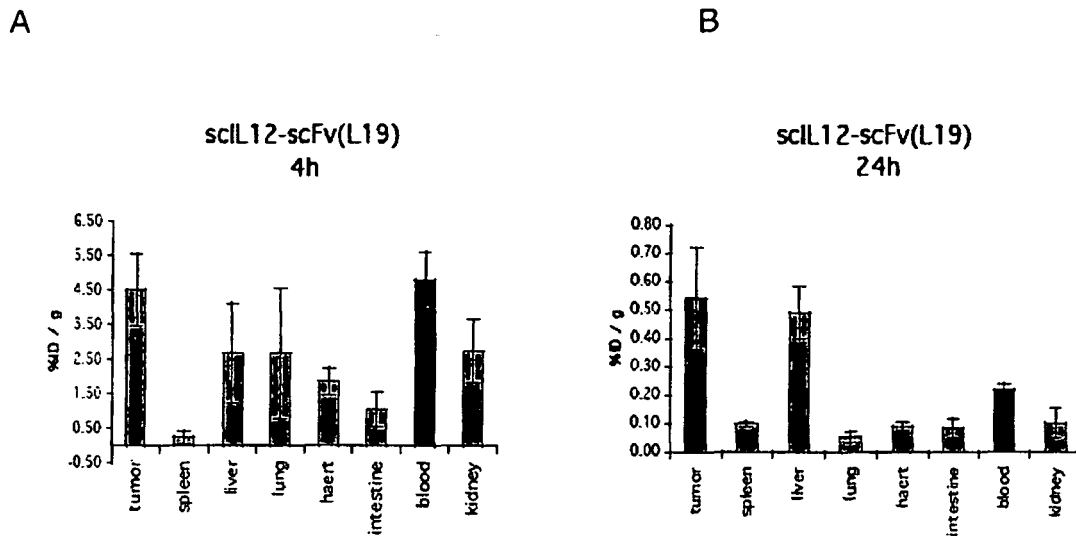 A
B
scIL12-scFv(L19)
4h
6.50
5.50
4.50
3.50
2.50
1.50
0.50
-0.50
%ID / g
tumor
spleen
liver
lung
haert
intestine
blood
kidney
scIL12-scFv(L19)
24h
0.80
0.70
0.60
0.50
0.40
0.30
0.20
0.10
0.00
%ID / g
tumor
spleen
liver
lung
haert
intestine
blood
kidney